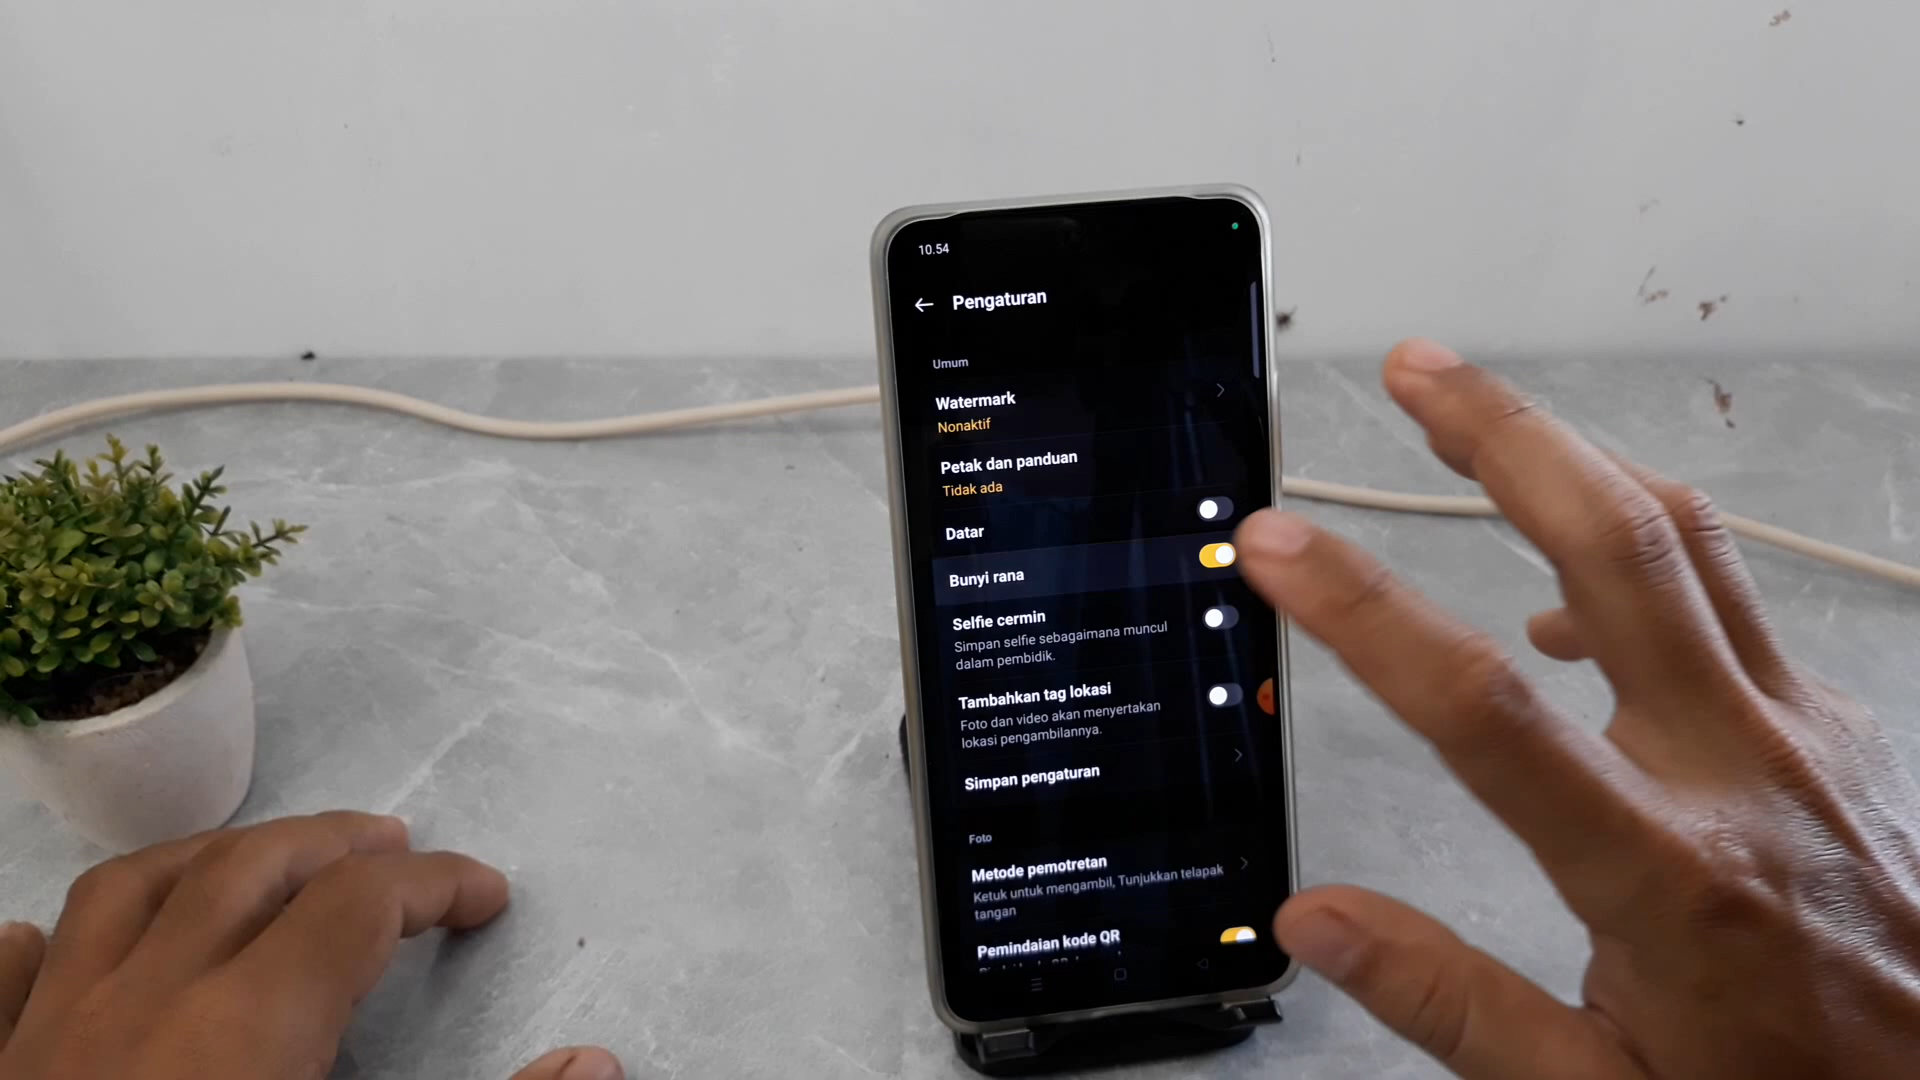 10.54
Pengaturan
Umum
Watermark
Nonaktif
Petak dan panduan
Tidak ada
Datar
Bunyi rana
Selfie cermin
Simpan selfie sebagaimana muncul
dalam pembidik.
Tambahkan tag lokasi
Foto dan video akan menyertakan
lokasi pengambilannya.
Simpan pengaturan
Foto
Metode pemotretan
Ketuk untuk mengambil, Tunjukkan telapak
tangan
Pemindaian kode QR